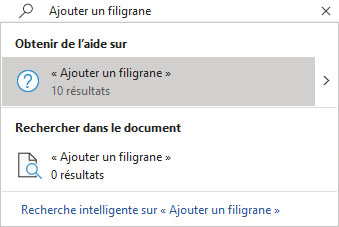 Ajouter un filigrane
Obtenir de l’aide sur
« Ajouter un filigrane »
10 résultats
Rechercher dans le document
« Ajouter un filigrane »
0 résultats
Recherche intelligente sur « Ajouter un filigrane »